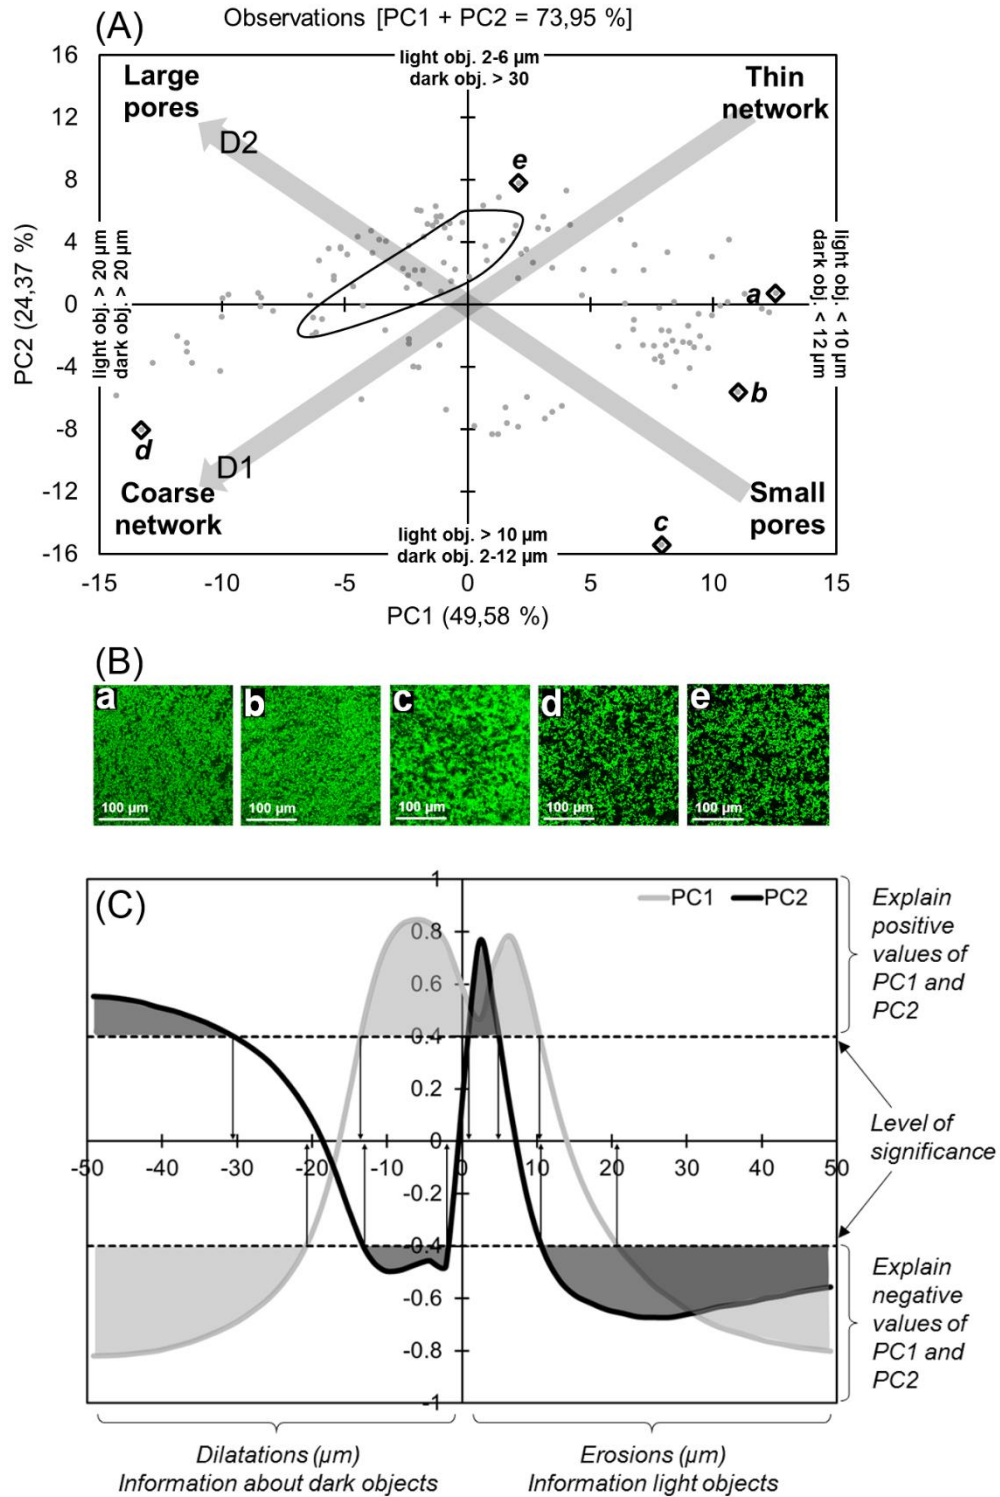 (A)
Observations [PC1 + PC2 = 73,95 %]
16
12
8
4
0
-4
-8
-12
-16
PC2 (24,37 %)
light obj. 2-6 µm
dark obj. > 30
Large
pores
Thin
network
D2
e
light obj. > 20 µm
dark obj. > 20 µm
a
light obj. < 10 µm
dark obj. < 12 µm
b
d
D1
Coarse
network
Small
pores
c
light obj. > 10 µm
dark obj. 2-12 µm
-15
-10
-5
0
5
10
15
PC1 (49,58 %)
(B)
a
b
c
d
e
100 µm
100 µm
100 µm
100 µm
100 µm
(C)
PC1
PC2
1
0.8
0.6
0.4
0.2
0
-0.2
-0.4
-0.6
-0.8
-1
-50
-40
-30
-20
-10
10
20
30
40
50
Explain
positive
values of
PC1 and
PC2
Level of
significance
Explain
negative
values of
PC1 and
PC2
Dilatations (µm)
Information about dark objects
Erosions (µm)
Information light objects